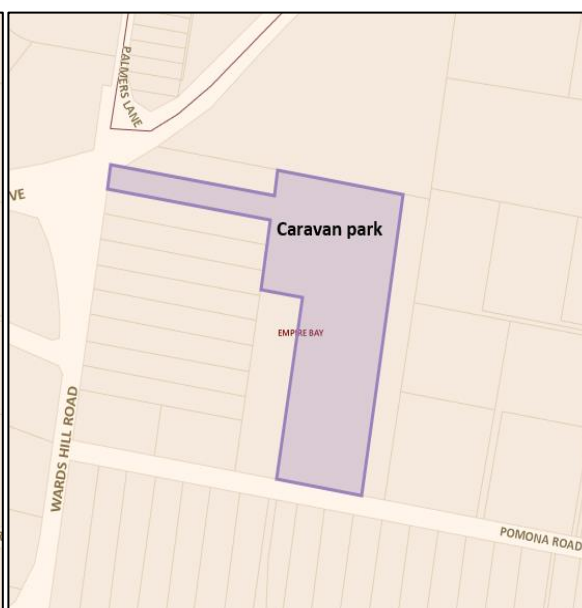 PALMERS LANE
VE
Caravan park
EMPIRE BAY
WARDS HILL ROAD
POMONA ROAD